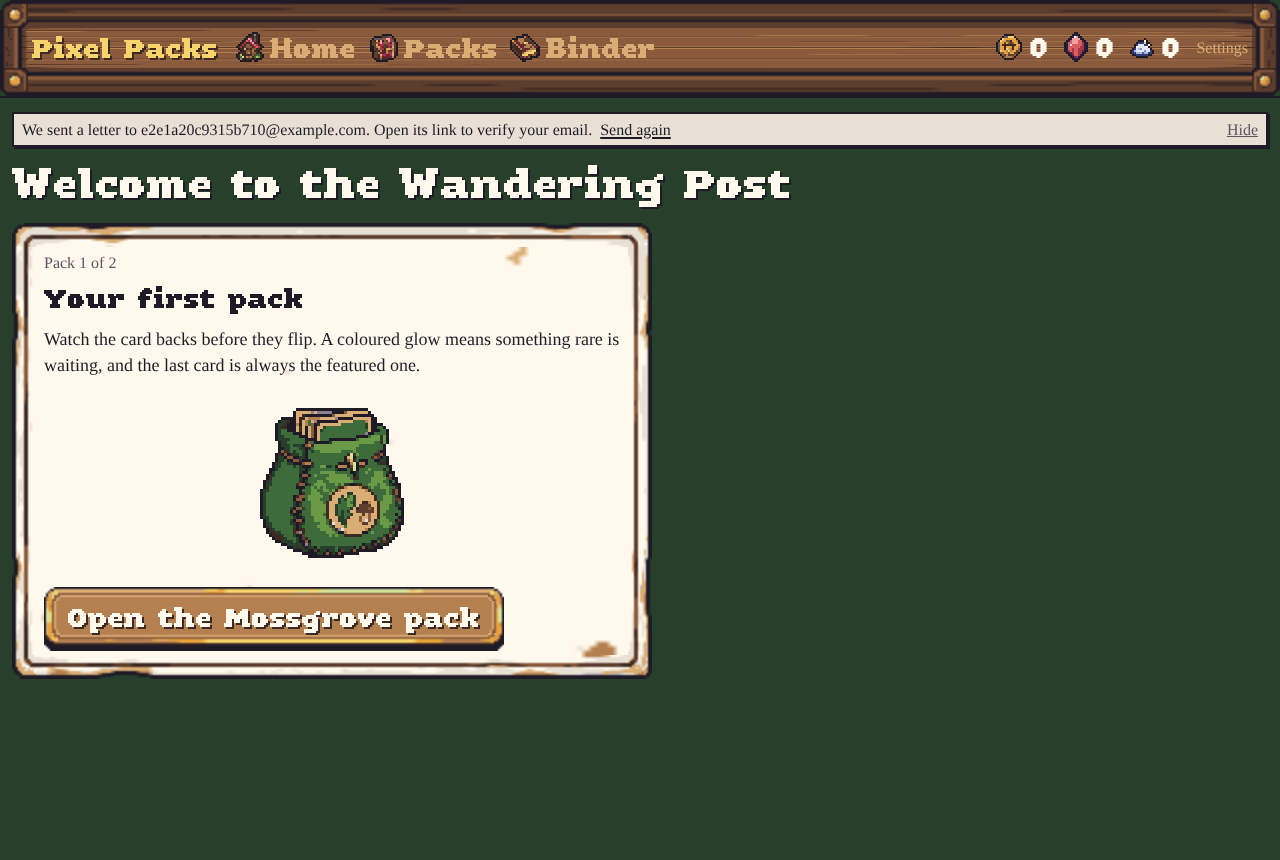 Pixel Packs Home Packs Binder 0 0 0 Settings
We sent a letter to e2e1a20c9315b710@example.com. Open its link to verify your email. Send again Hide
Welcome to the Wandering Post
Pack 1 of 2
Your first pack
Watch the card backs before they flip. A coloured glow means something rare is
waiting, and the last card is always the featured one.
Open the Mossgrove pack